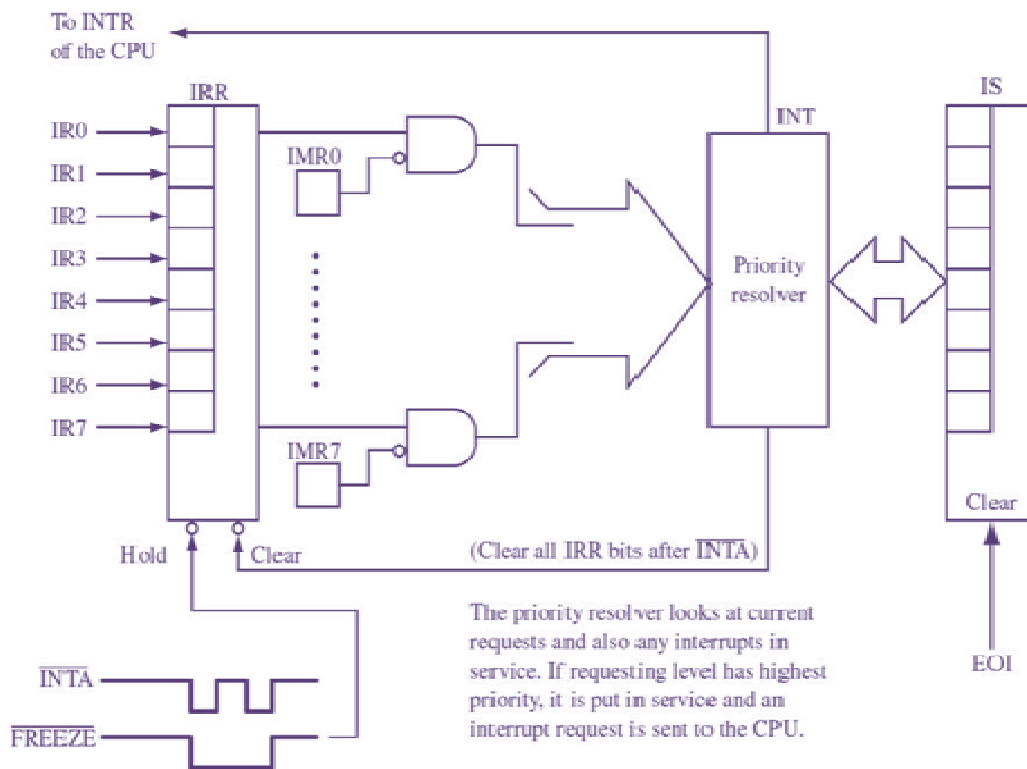 To INTR
of the CPU
IRR
IS
INT
IR0
IR1
IR2
IR3
IR4
IR5
IR6
IR7
IMR0
IMR7
Priority
resolver
Clear
Hold
Clear
(Clear all IRR bits after INTA)
EOI
The priority resolver looks at current
requests and also any interrupts in
service. If requesting level has highest
priority, it is put in service and an
interrupt request is sent to the CPU.
INTA
FREEZE